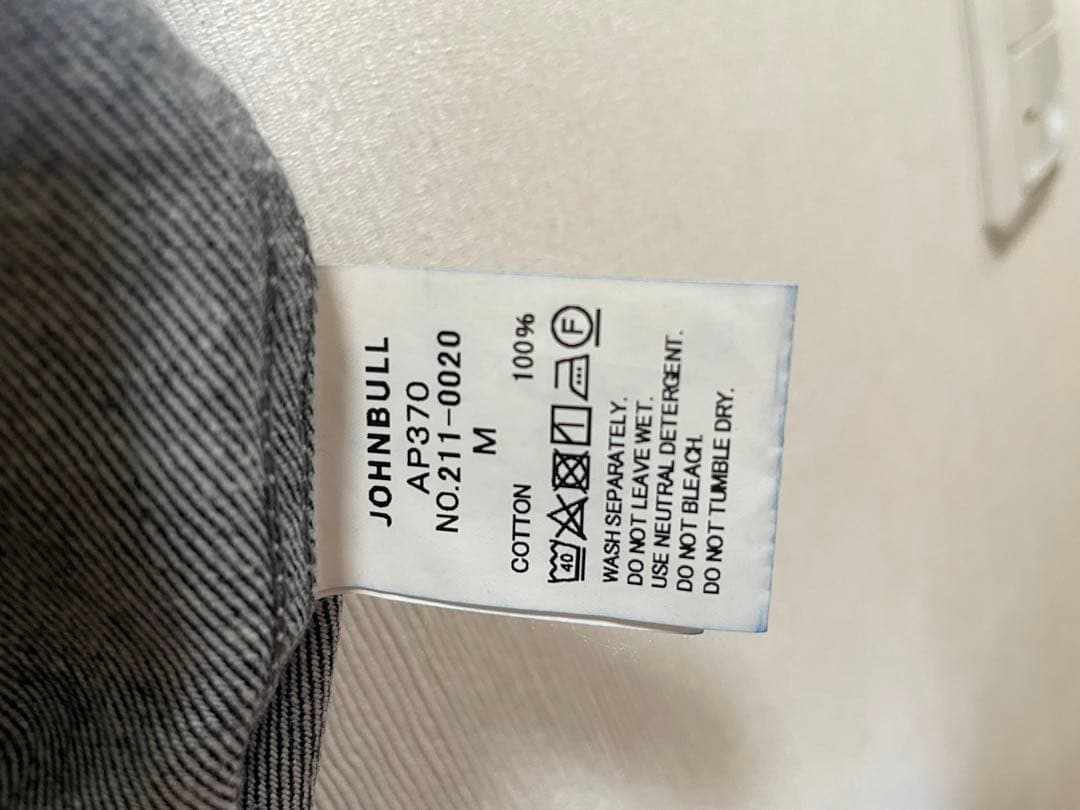 JOHNBULL
AP370
NO.211-0020
M
COTTON 100%
40 F
WASH SEPARATELY.
DO NOT LEAVE WET.
USE NEUTRAL DETERGENT.
DO NOT BLEACH.
DO NOT TUMBLE DRY.